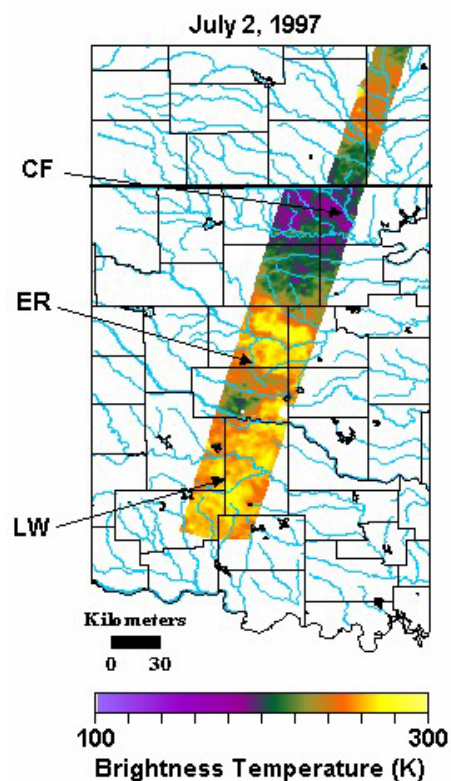 July 2, 1997
CF
ER
LW
Kilometers
0 30
100 300
Brightness Temperature (K)